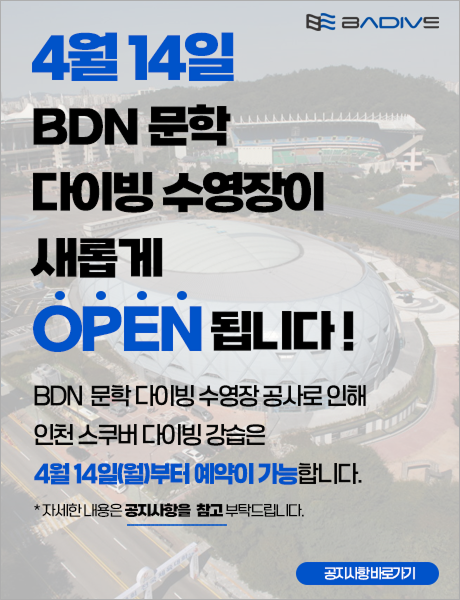 BADIVE
4월 14일
BDN 문학
다이빙 수영장이
새롭게
OPEN 됩니다 !
BDN 문학 다이빙 수영장 공사로 인해
인천 스쿠버 다이빙 강습은
4월 14일(월)부터 예약이 가능합니다.
* 자세한 내용은 공지사항을 참고 부탁드립니다.
공지사항 바로가기